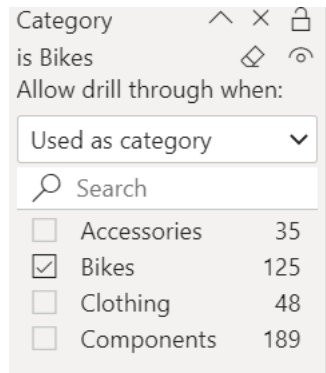 Category
is Bikes
Allow drill through when:
Used as category
Search
Accessories 35
Bikes 125
Clothing 48
Components 189